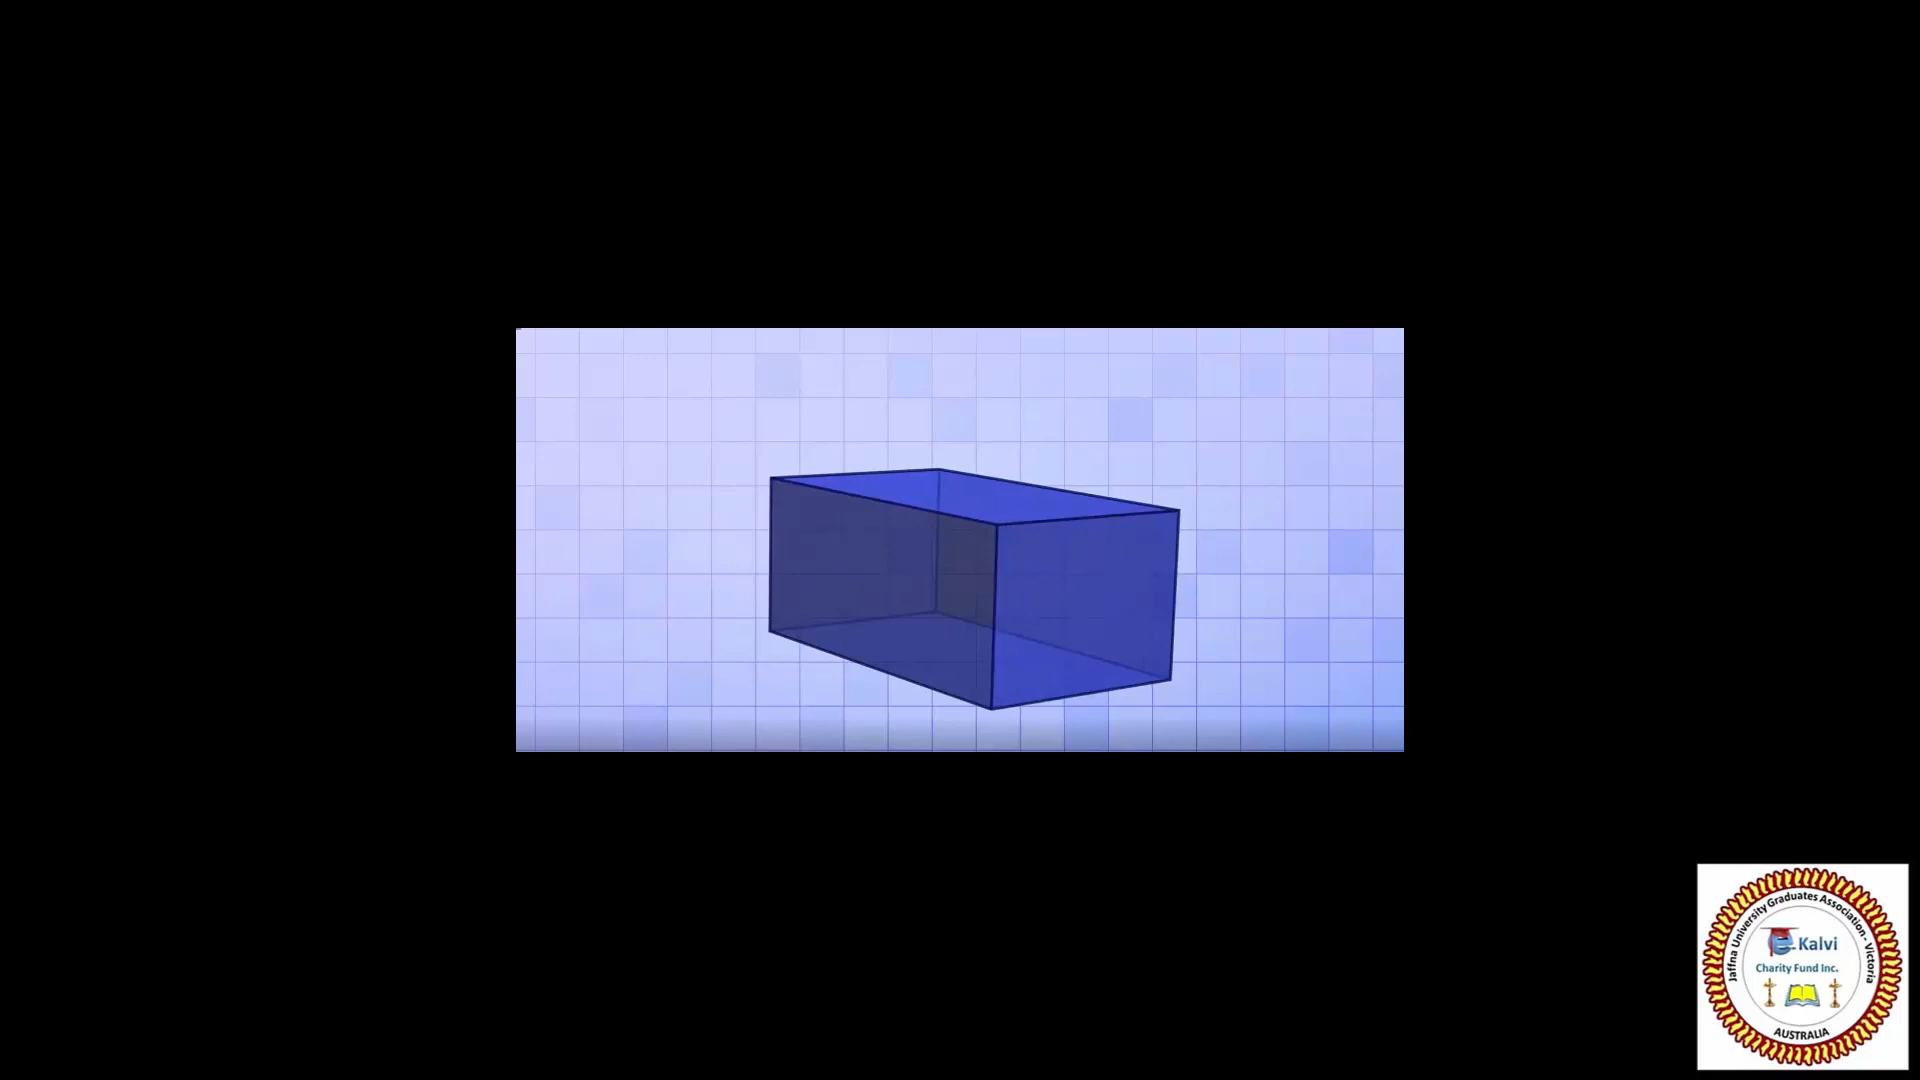 Jaffna University Graduates Association - Victoria
e Kalvi
Charity Fund Inc.
AUSTRALIA